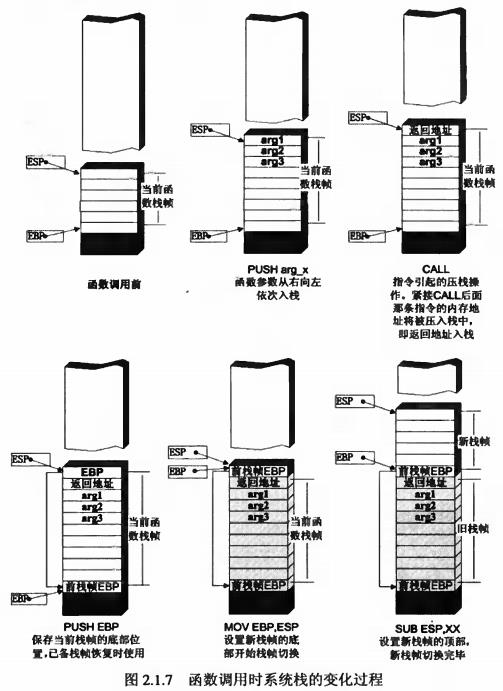 ESP
当前函
数栈帧
EBP
函数调用前
ESP
arg1
arg2
arg3
当前函
数栈帧
EBP
PUSH arg_x
函数参数从右向左
依次入栈
ESP
返回地址
arg1
arg2
arg3
当前函
数栈帧
EBP
CALL
指令引起的压栈操
作。紧接CALL后面
那条指令的内存地
址将被压入栈中，
即返回地址入栈
ESP
EBP
返回地址
arg1
arg2
arg3
当前函
数栈帧
前栈帧EBP
EBP
PUSH EBP
保存当前栈帧的底部位
置,已备栈帧恢复时使用
ESP
EBP
前栈帧EBP
返回地址
arg1
arg2
arg3
当前函
数栈帧
前栈帧EBP
MOV EBP,ESP
设置新栈帧的底
部开始栈帧切换
ESP
新栈帧
EBP
前栈帧EBP
返回地址
arg1
arg2
arg3
旧栈帧
前栈帧EBP
SUB ESP,XX
设置新栈帧的顶部，
新栈帧切换完毕
图 2.1.7 函数调用时系统栈的变化过程